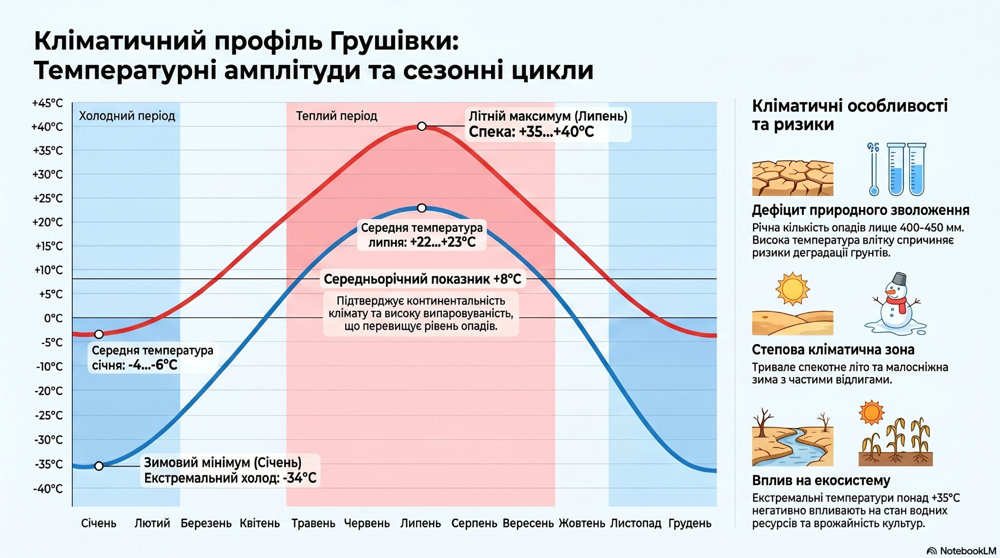 Кліматичний профіль Грушівки:
Температурні амплітуди та сезонні цикли
+45°C
+40°C
+35°C
+30°C
+25°C
+20°C
+15°C
+10°C
+5°C
0°C
-5°C
-10°C
-20°C
-25°C
-30°C
-35°C
-40°C
Холодний період
Теплий період
Літній максимум (Липень)
Спека: +35...+40°C
Середня температура
липня: +22...+23°C
Середньорічний показник +8°C
Підтверджує континентальність
клімату та високу випаровуваність,
що перевищує рівень опадів.
Середня температура
січня: -4...-6°C
Зимовий мінімум (Січень)
Екстремальний холод: -34°C
Січень
Лютий
Березень
Квітень
Травень
Червень
Липень
Серпень
Вересень
Жовтень
Листопад
Грудень
Кліматичні особливості
та ризики
Дефіцит природного зволоження
Річна кількість опадів лише 400-450 мм.
Висока температура влітку спричиняє
ризики деградації грунтів.
Степова кліматична зона
Тривале спекотне літо та малосніжна
зима з частими відлигами.
Вплив на екосистему
Екстремальні температури понад +35°C
негативно впливають на стан водних
ресурсів та врожайність культур.
NotebookLM